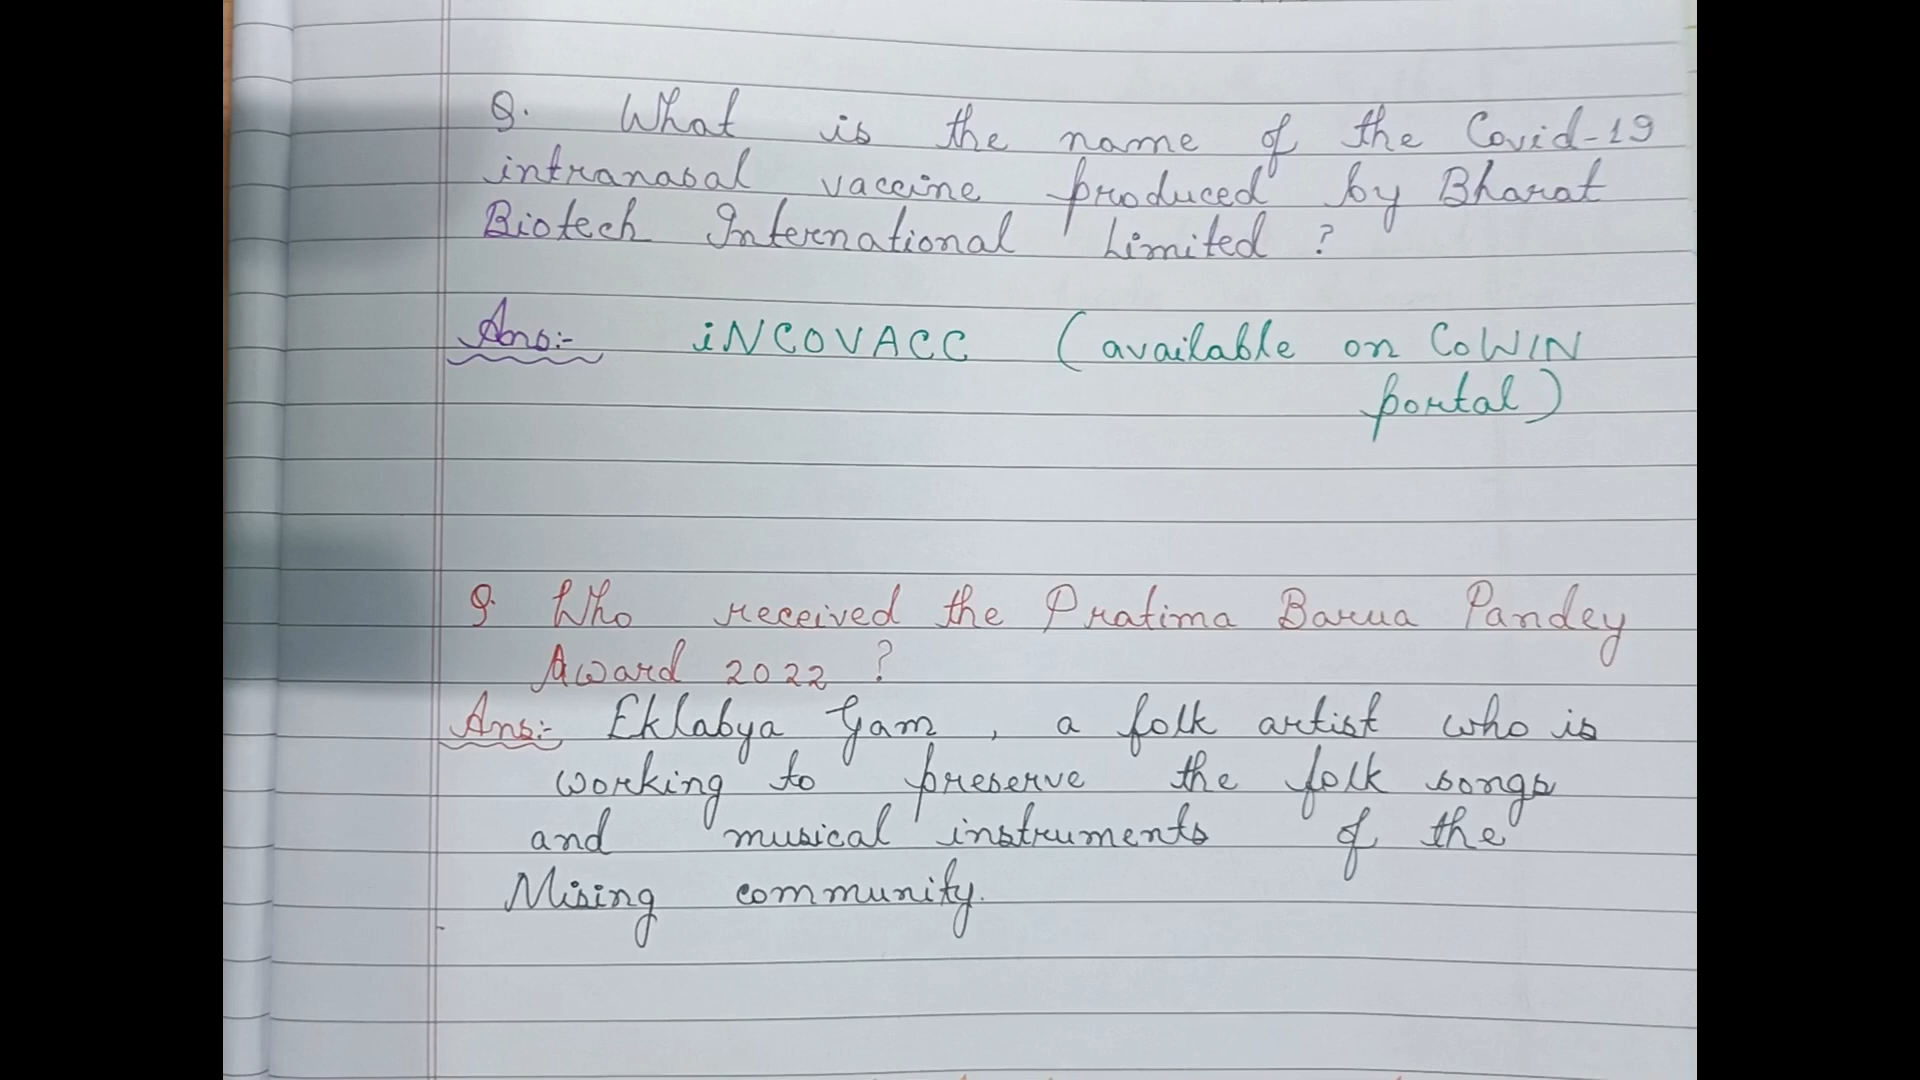 Q. What is the name of the Covid-19
intranasal vaccine produced by Bharat
Biotech International Limited ?
Ans:- iNCOVACC (available on CoWIN
portal)
Q. Who received the Pratima Barua Pandey
Award 2022 ?
Ans:- Eklabya Gam , a folk artist who is
working to preserve the folk songs
and musical instruments of the
Mising community.